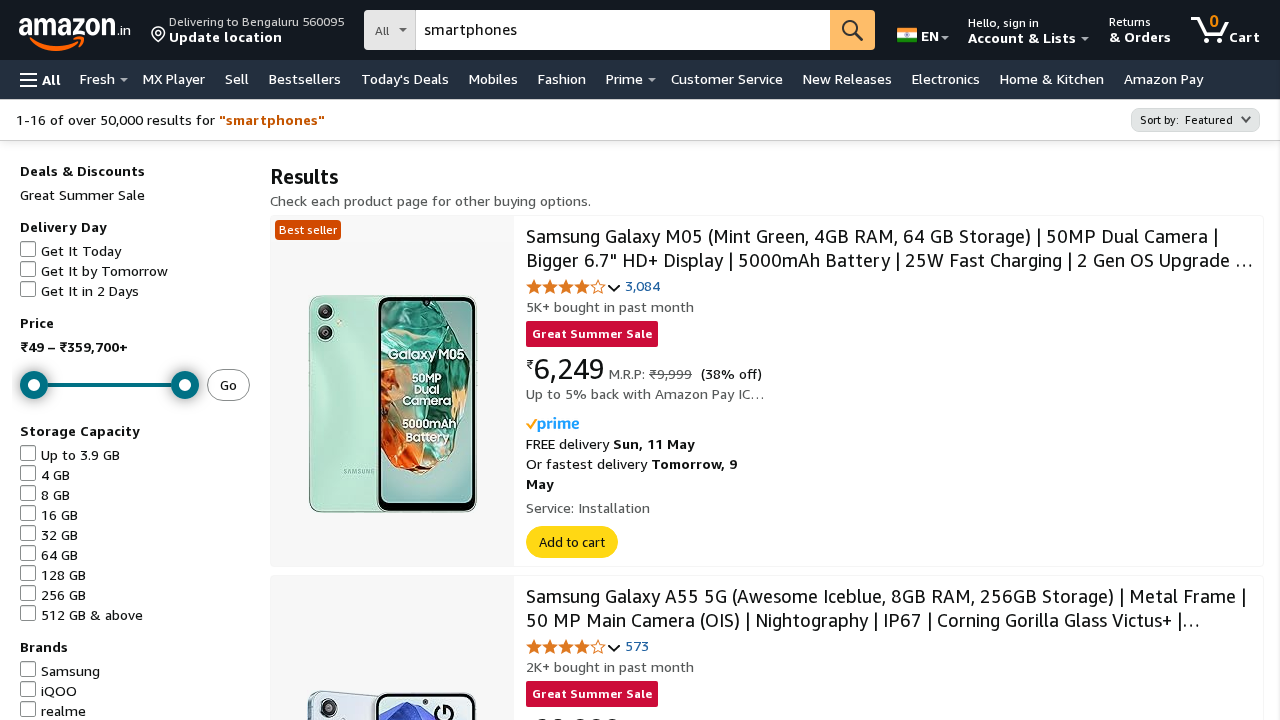 amazon.in
Delivering to Bengaluru 560095
Update location
All
smartphones
EN
Hello, sign in
Account & Lists
Returns
& Orders
0
Cart
All
Fresh
MX Player
Sell
Bestsellers
Today's Deals
Mobiles
Fashion
Prime
Customer Service
New Releases
Electronics
Home & Kitchen
Amazon Pay
1-16 of over 50,000 results for "smartphones"
Sort by: Featured
Deals & Discounts
Great Summer Sale
Delivery Day
Get It Today
Get It by Tomorrow
Get It in 2 Days
Price
₹49 – ₹359,700+
Go
Storage Capacity
Up to 3.9 GB
4 GB
8 GB
16 GB
32 GB
64 GB
128 GB
256 GB
512 GB & above
Brands
Samsung
iQOO
realme
Results
Check each product page for other buying options.
Best seller
Galaxy M05
50MP
Dual
Camera
5000mAh
Battery
SAMSUNG
Samsung Galaxy M05 (Mint Green, 4GB RAM, 64 GB Storage) | 50MP Dual Camera |
Bigger 6.7" HD+ Display | 5000mAh Battery | 25W Fast Charging | 2 Gen OS Upgrade …
3,084
5K+ bought in past month
Great Summer Sale
₹6,249 M.R.P: ₹9,999 (38% off)
Up to 5% back with Amazon Pay IC…
prime
FREE delivery Sun, 11 May
Or fastest delivery Tomorrow, 9
May
Service: Installation
Add to cart
Samsung Galaxy A55 5G (Awesome Iceblue, 8GB RAM, 256GB Storage) | Metal Frame |
50 MP Main Camera (OIS) | Nightography | IP67 | Corning Gorilla Glass Victus+ |…
573
2K+ bought in past month
Great Summer Sale